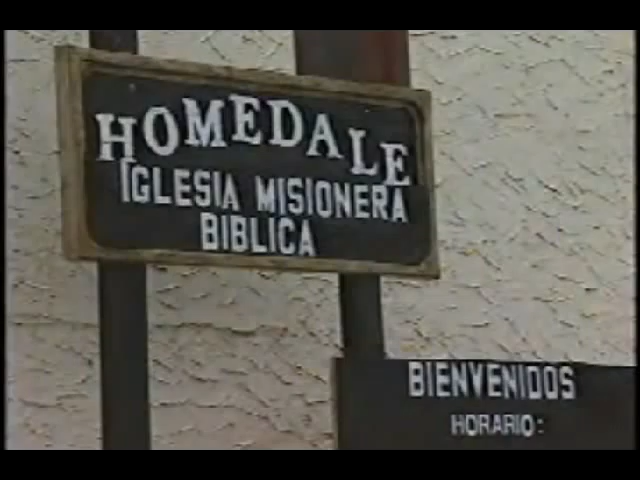 HOMEDALE
IGLESIA MISIONERA
BIBLICA
BIENVENIDOS
HORARIO: